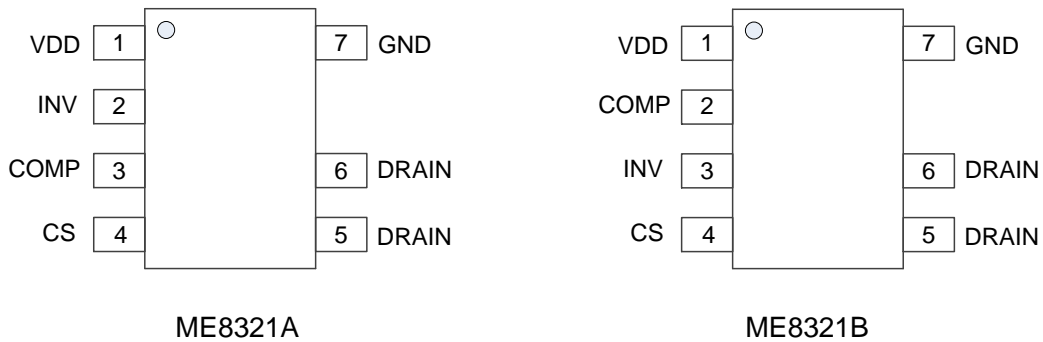 VDD 1 7 GND
INV 2
COMP 3 6 DRAIN
CS 4 5 DRAIN
ME8321A
VDD 1 7 GND
COMP 2
INV 3 6 DRAIN
CS 4 5 DRAIN
ME8321B